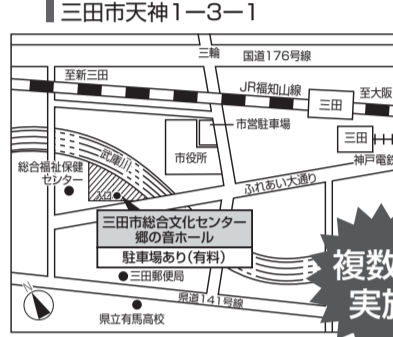 三田市天神1ー3ー1
三輪
国道176号線
至新三田
JR福知山線
三田
至大阪
市営駐車場
三田
市役所
神戸電鉄
武庫川
総合福祉保健
センター
入口
ふれあい大通り
三田市総合文化センター
郷の音ホール
駐車場あり(有料)
複数
実施
三田郵便局
県道141号線
県立有馬高校
N